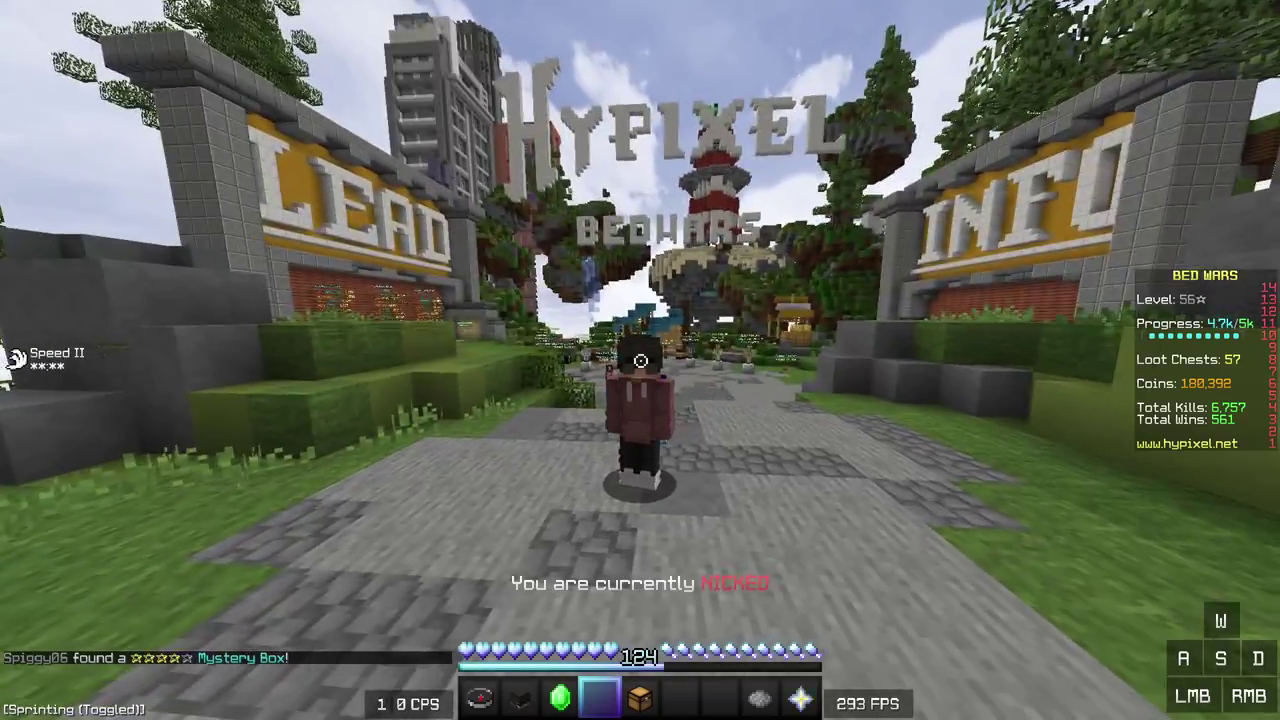 HYPIXEL
BEDWARS
LEAD
INFO
BED WARS
Level: 56☆
Progress: 4.7k/5k
Loot Chests: 57
Coins: 180,392
Total Kills: 6,757
Total Wins: 561
www.hypixel.net
14
13
12
11
10
9
8
7
6
5
4
3
2
1
Speed II
**:**
You are currently NICKED
Spiggy06 found a ☆☆☆☆☆ Mystery Box!
124
1 0 CPS
293 FPS
[Sprinting (Toggled)]
W
A S D
LMB RMB